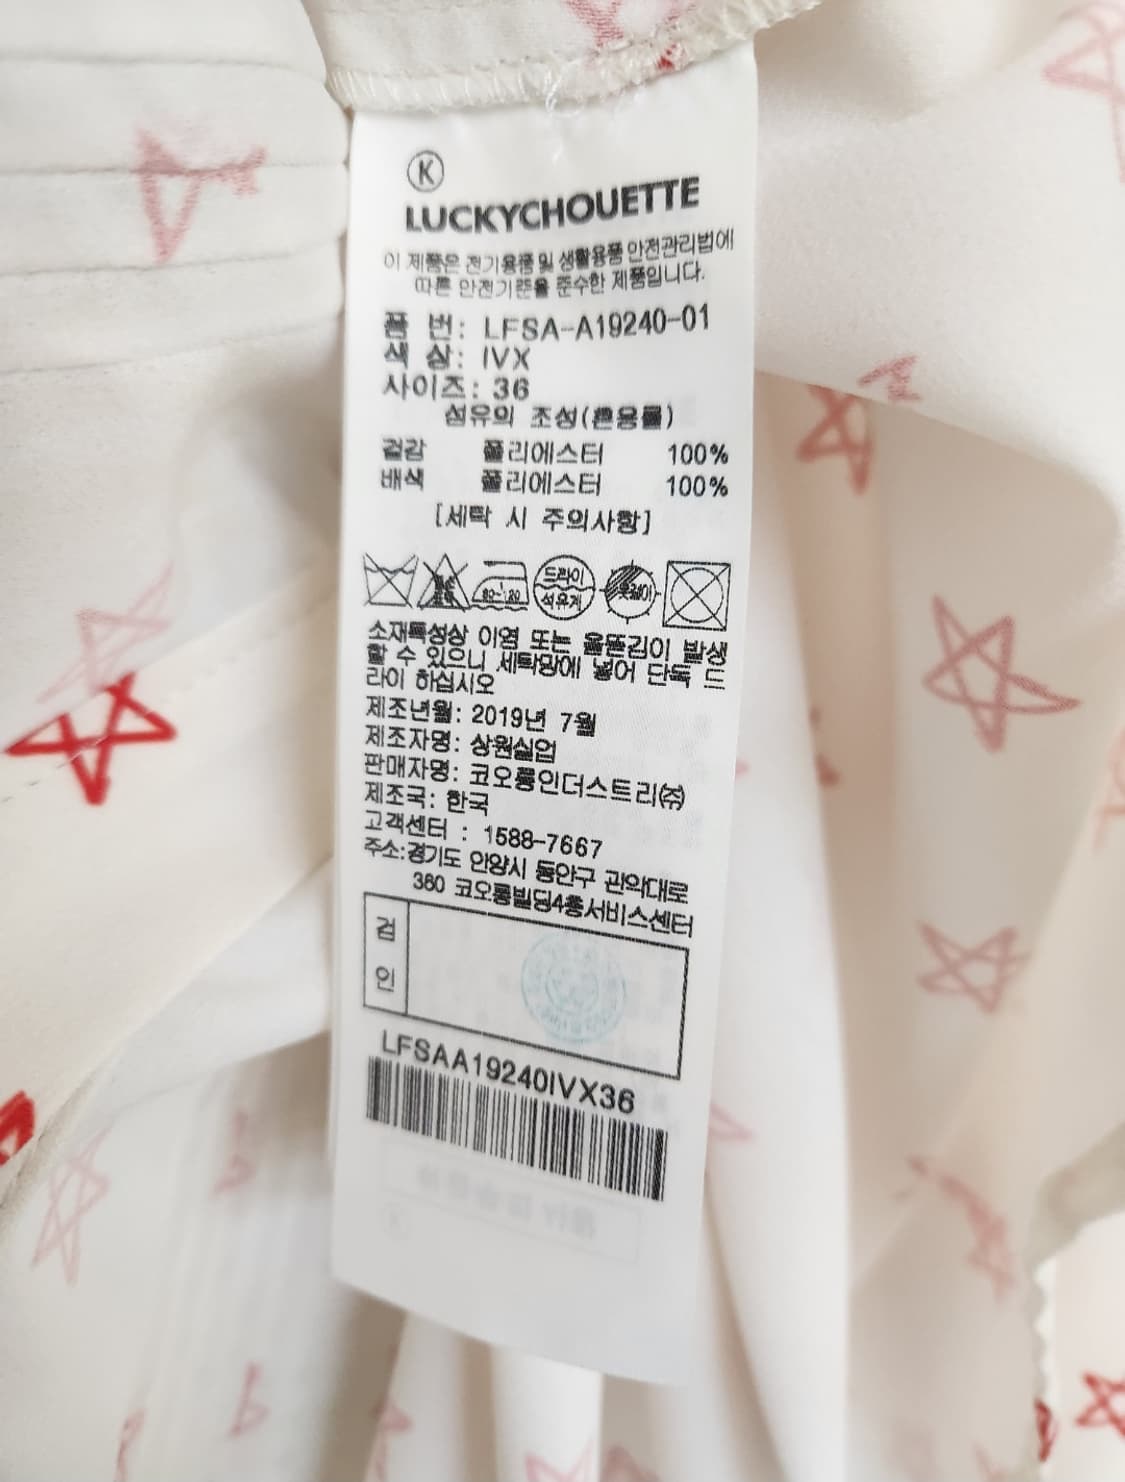 K
LUCKYCHOUETTE
이 제품은 전기용품 및 생활용품 안전관리법에
따른 안전기준을 준수한 제품입니다.
품 번: LFSA-A19240-01
색 상: IVX
사이즈: 36
섬유의 조성(혼용률)
겉감 폴리에스터 100%
배색 폴리에스터 100%
[세탁 시 주의사항]
80~120 드라이 석유계 옷걸이
소재특성상 이염 또는 올뜯김이 발생
할 수 있으니 세탁망에 넣어 단독 드
라이 하십시오
제조년월: 2019년 7월
제조자명: 상원실업
판매자명: 코오롱인더스트리㈜
제조국: 한국
고객센터 : 1588-7667
주소:경기도 안양시 동안구 관악대로
360 코오롱빌딩4층서비스센터
검인
LFSAA19240IVX36